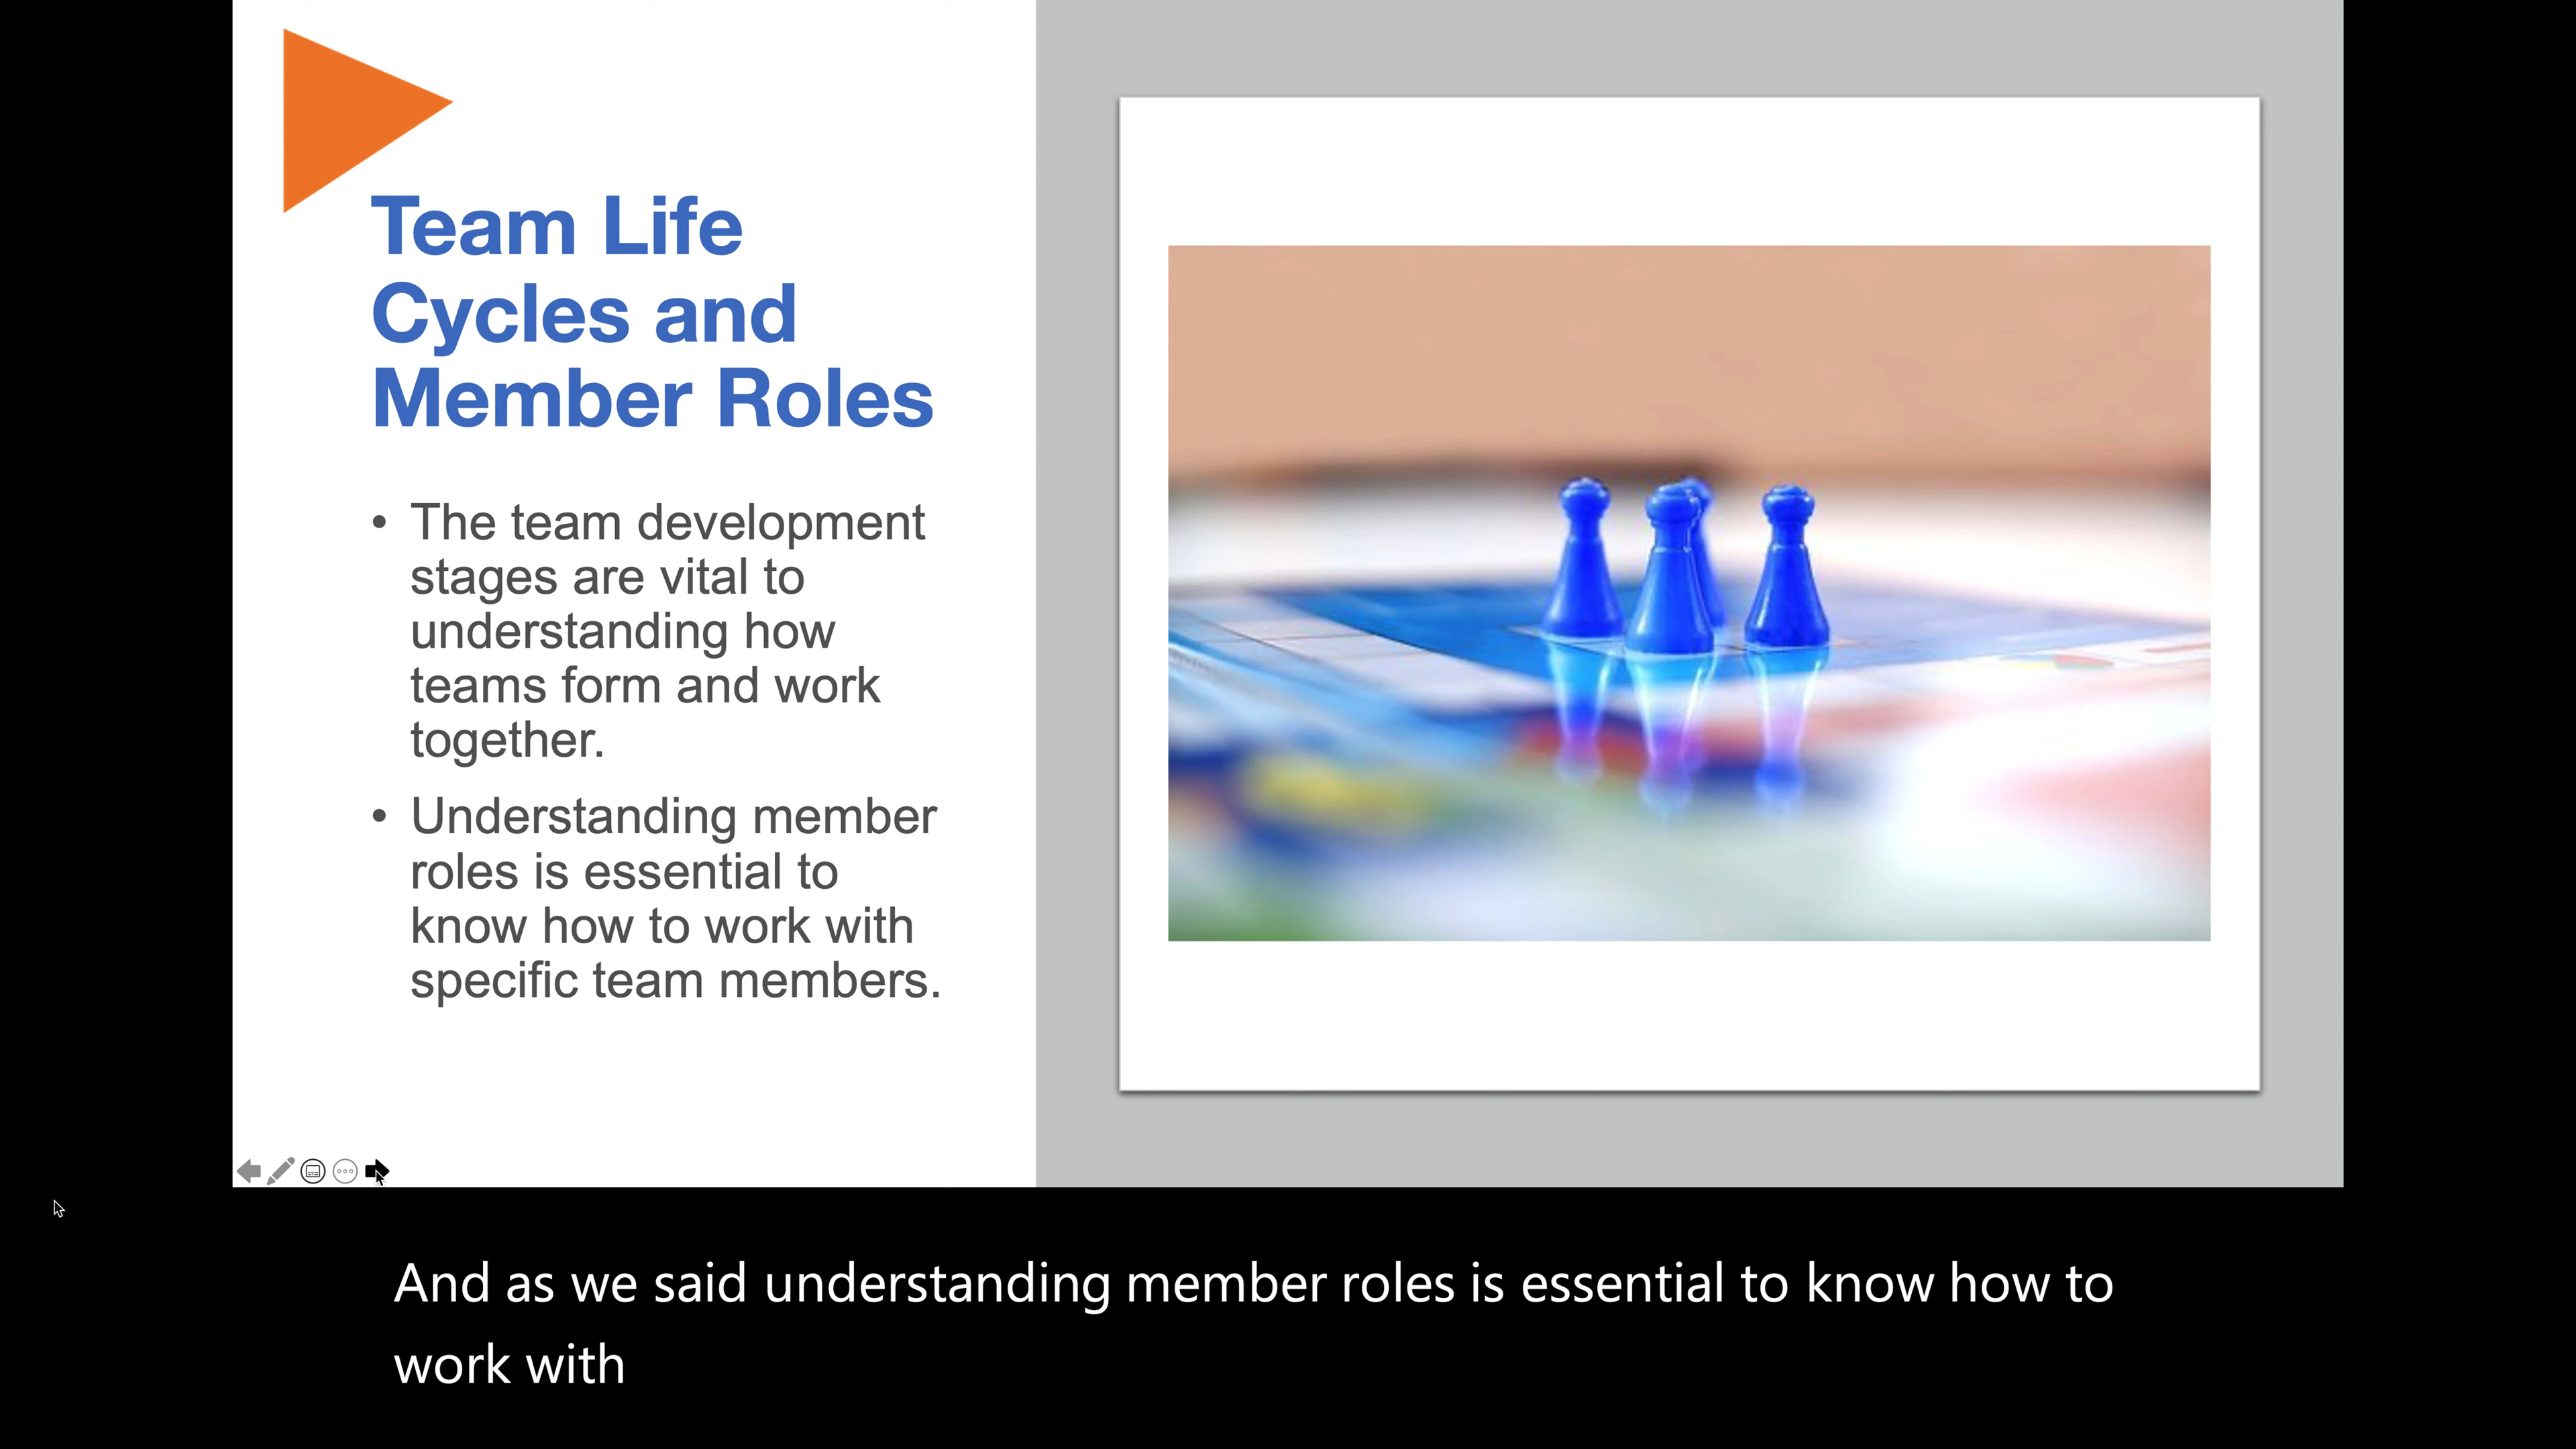 Team Life
Cycles and
Member Roles
• The team development
stages are vital to
understanding how
teams form and work
together.
• Understanding member
roles is essential to
know how to work with
specific team members.
And as we said understanding member roles is essential to know how to
work with